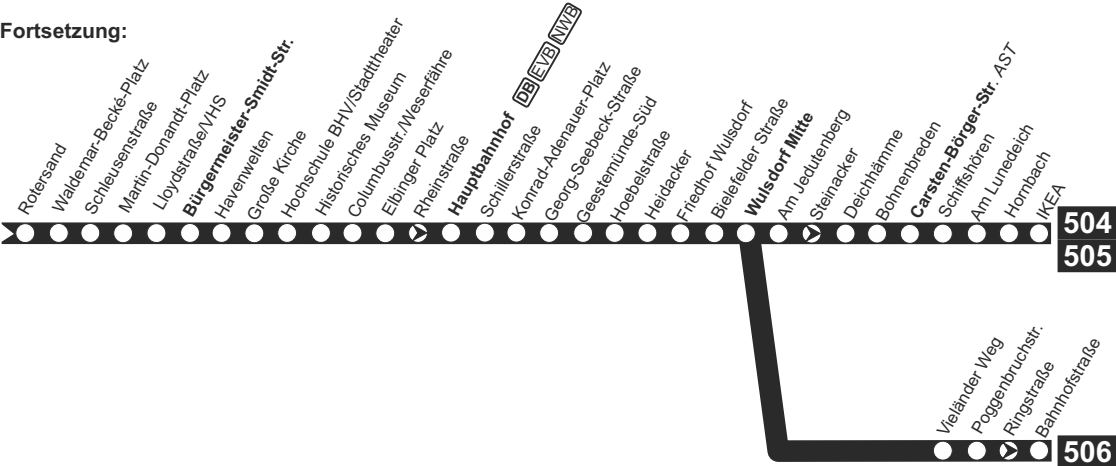 Fortsetzung:
Rotersand
Waldemar-Becké-Platz
Schleussenstraße
Martin-Donandt-Platz
Lloydstraße/VHS
Bürgermeister-Smidt-Str.
Havenwelten
Große Kirche
Hochschule BHV/Stadttheater
Historisches Museum
Columbusstr./Weserfähre
Elbinger Platz
Rheinstraße
Hauptbahnhof DB EVB NWB
Schillerstraße
Konrad-Adenauer-Platz
Georg-Seebeck-Straße
Geestemünde-Süd
Hoebelstraße
Heidacker
Friedhof Wulsdorf
Bielefelder Straße
Wulsdorf Mitte
Am Jedutenberg
Steinacker
Deichhämme
Bohnenbreden
Carsten-Börger-Str. AST
Schiffshören
Am Lunedeich
Hornbach
IKEA
504
505
Vieländer Weg
Poggenbruchstr.
Ringstraße
Bahnhofstraße
506